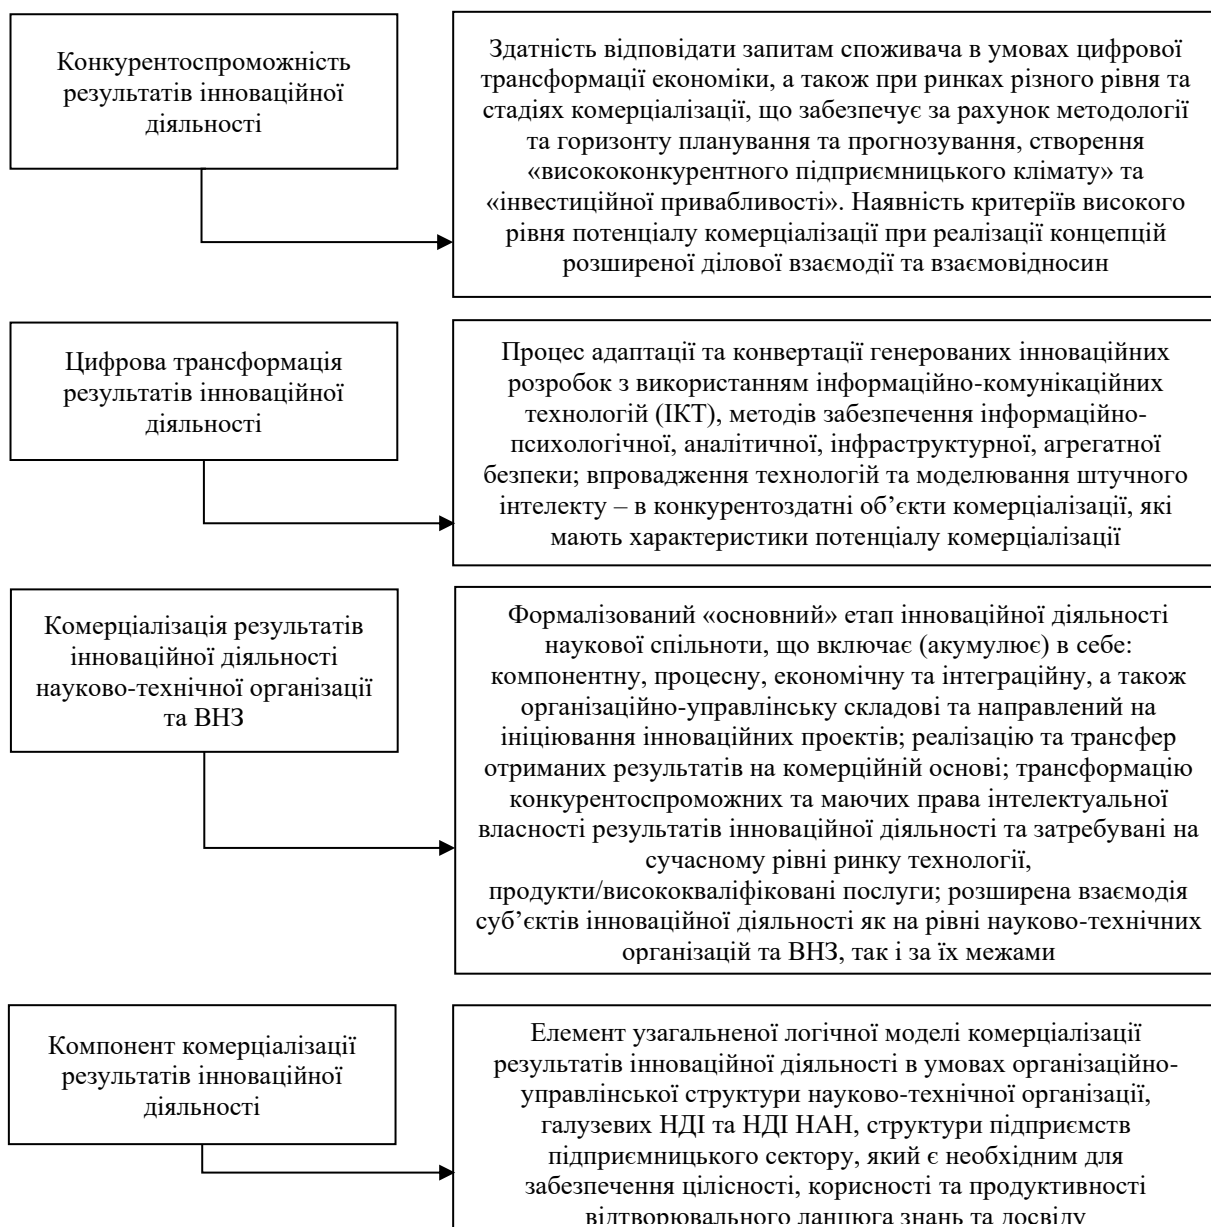 Конкурентоспроможність
результатів інноваційної
діяльності
Здатність відповідати запитам споживача в умовах цифрової
трансформації економіки, а також при ринках різного рівня та
стадіях комерціалізації, що забезпечує за рахунок методології
та горизонту планування та прогнозування, створення
«висококонкурентного підприємницького клімату» та
«інвестиційної привабливості». Наявність критеріїв високого
рівня потенціалу комерціалізації при реалізації концепцій
розширеної ділової взаємодії та взаємовідносин
Цифрова трансформація
результатів інноваційної
діяльності
Процес адаптації та конвертації генерованих інноваційних
розробок з використанням інформаційно-комунікаційних
технологій (ІКТ), методів забезпечення інформаційно-
психологічної, аналітичної, інфраструктурної, агрегатної
безпеки; впровадження технологій та моделювання штучного
інтелекту – в конкурентоздатні об’єкти комерціалізації, які
мають характеристики потенціалу комерціалізації
Комерціалізація результатів
інноваційної діяльності
науково-технічної організації
та ВНЗ
Формалізований «основний» етап інноваційної діяльності
наукової спільноти, що включає (акумулює) в себе:
компонентну, процесну, економічну та інтеграційну, а також
організаційно-управлінську складові та направлений на
ініціювання інноваційних проектів; реалізацію та трансфер
отриманих результатів на комерційній основі; трансформацію
конкурентоспроможних та маючих права інтелектуальної
власності результатів інноваційної діяльності та затребувані на
сучасному рівні ринку технології,
продукти/висококваліфіковані послуги; розширена взаємодія
суб’єктів інноваційної діяльності як на рівні науково-технічних
організацій та ВНЗ, так і за їх межами
Компонент комерціалізації
результатів інноваційної
діяльності
Елемент узагальненої логічної моделі комерціалізації
результатів інноваційної діяльності в умовах організаційно-
управлінської структури науково-технічної організації,
галузевих НДІ та НДІ НАН, структури підприємств
підприємницького сектору, який є необхідним для
забезпечення цілісності, корисності та продуктивності
відтворювального ланцюга знань та досвіду